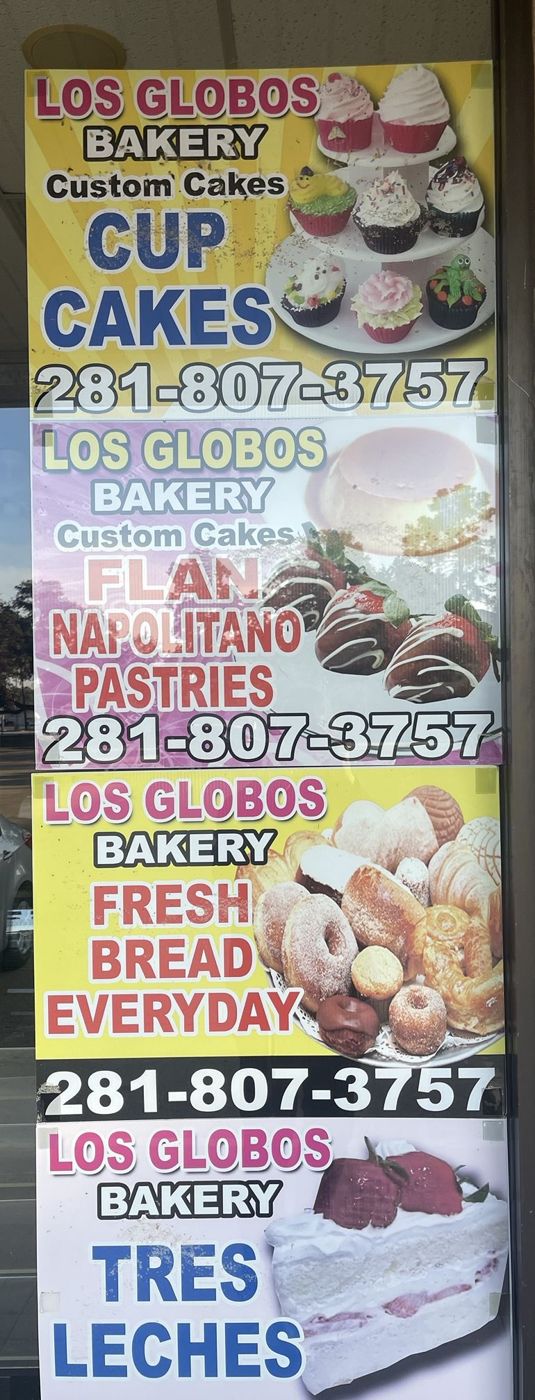 LOS GLOBOS
BAKERY
Custom Cakes
CUP
CAKES
281-807-3757
LOS GLOBOS
BAKERY
Custom Cakes
FLAN
NAPOLITANO
PASTRIES
281-807-3757
LOS GLOBOS
BAKERY
FRESH
BREAD
EVERYDAY
281-807-3757
LOS GLOBOS
BAKERY
TRES
LECHES